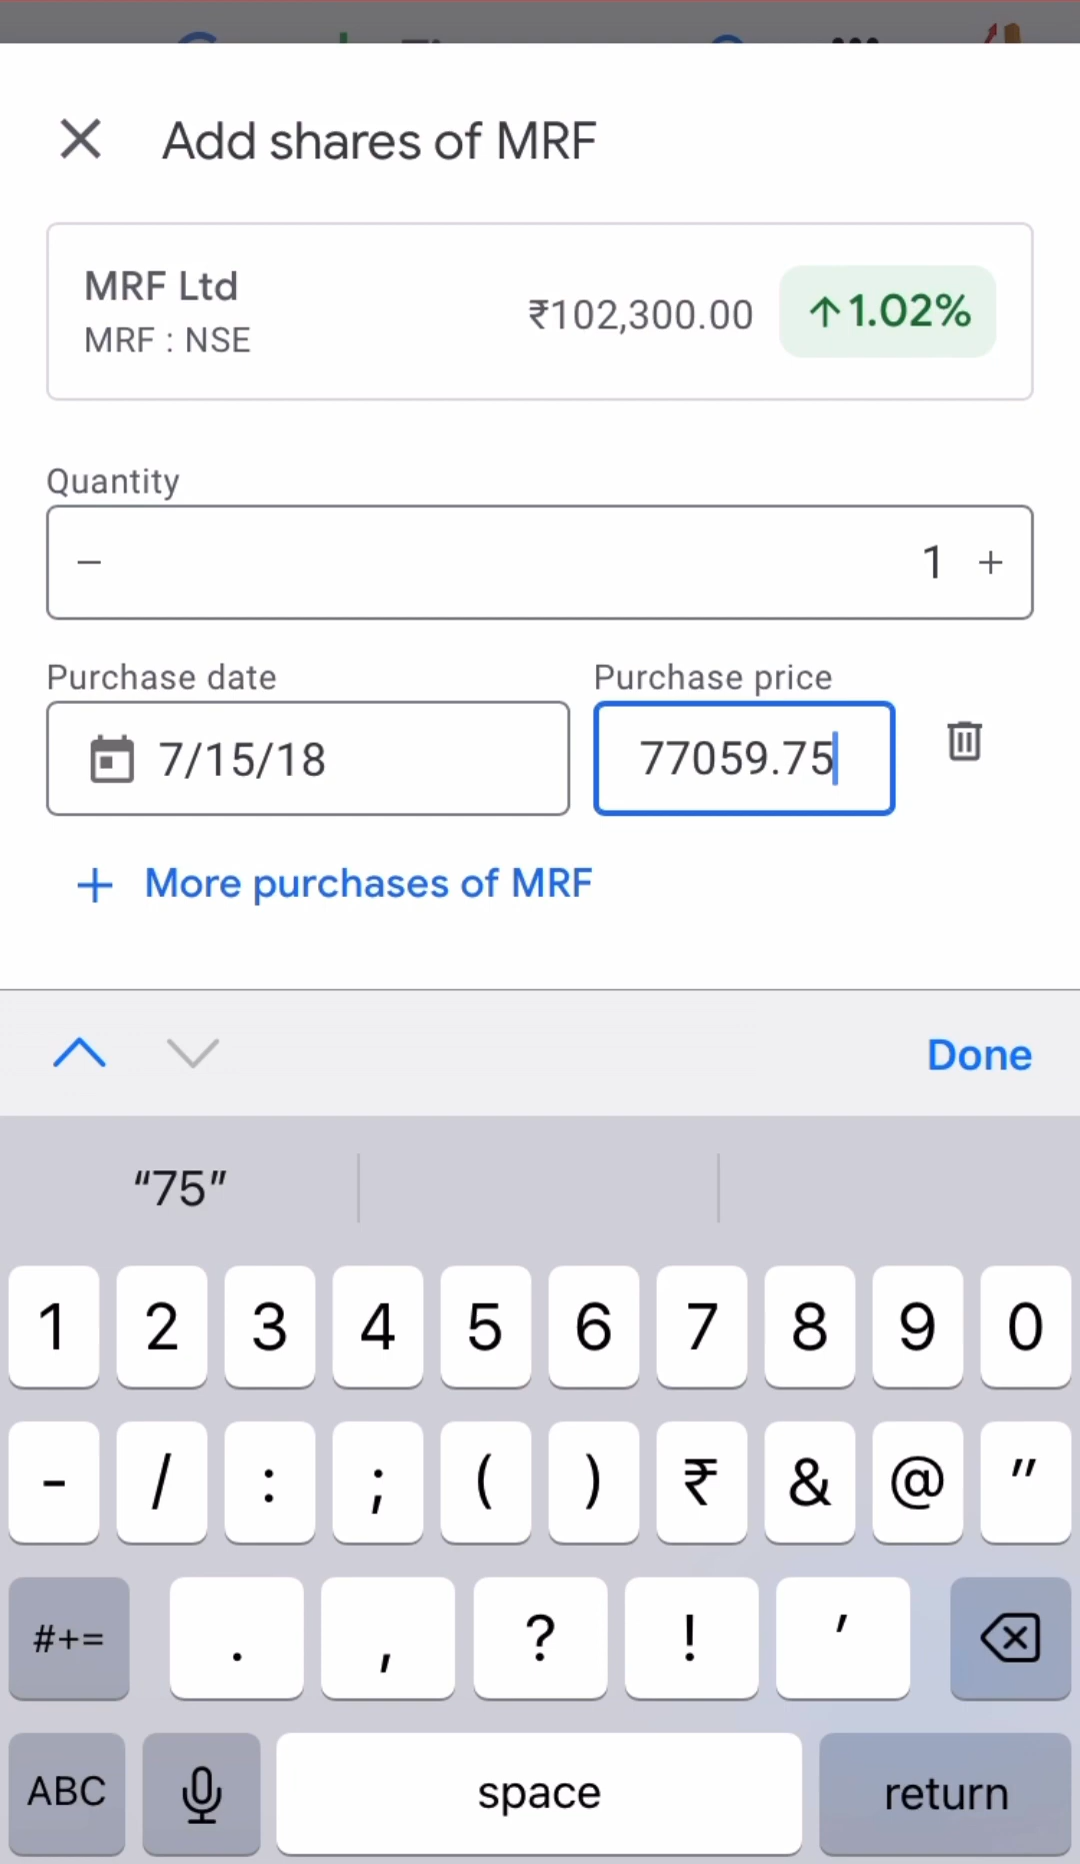 Add shares of MRF
MRF Ltd
MRF : NSE
₹102,300.00
↑1.02%
Quantity
− 1 +
Purchase date
Purchase price
7/15/18
77059.75
+ More purchases of MRF
Done
“75”
1 2 3 4 5 6 7 8 9 0
- / : ; ( ) ₹ & @ "
#+= . , ? ! '
ABC space return